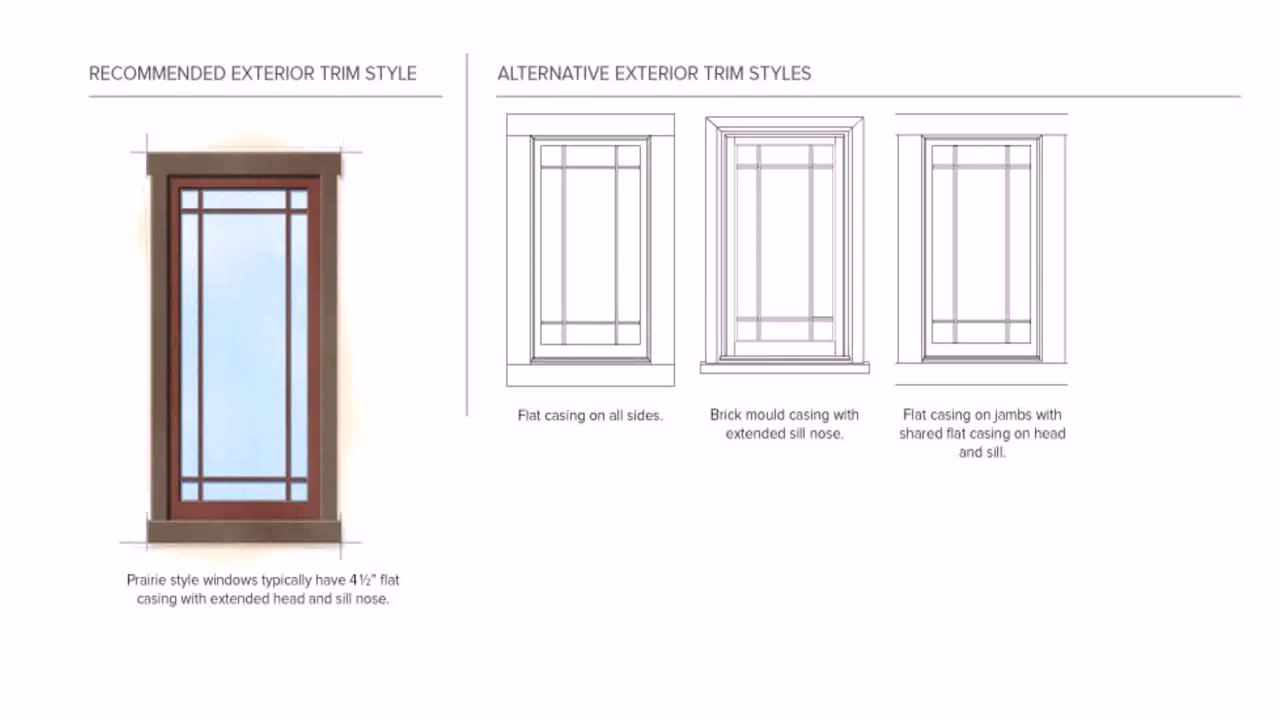 RECOMMENDED EXTERIOR TRIM STYLE
Prairie style windows typically have 4½" flat
casing with extended head and sill nose.
ALTERNATIVE EXTERIOR TRIM STYLES
Flat casing on all sides.
Brick mould casing with
extended sill nose.
Flat casing on jambs with
shared flat casing on head
and sill.